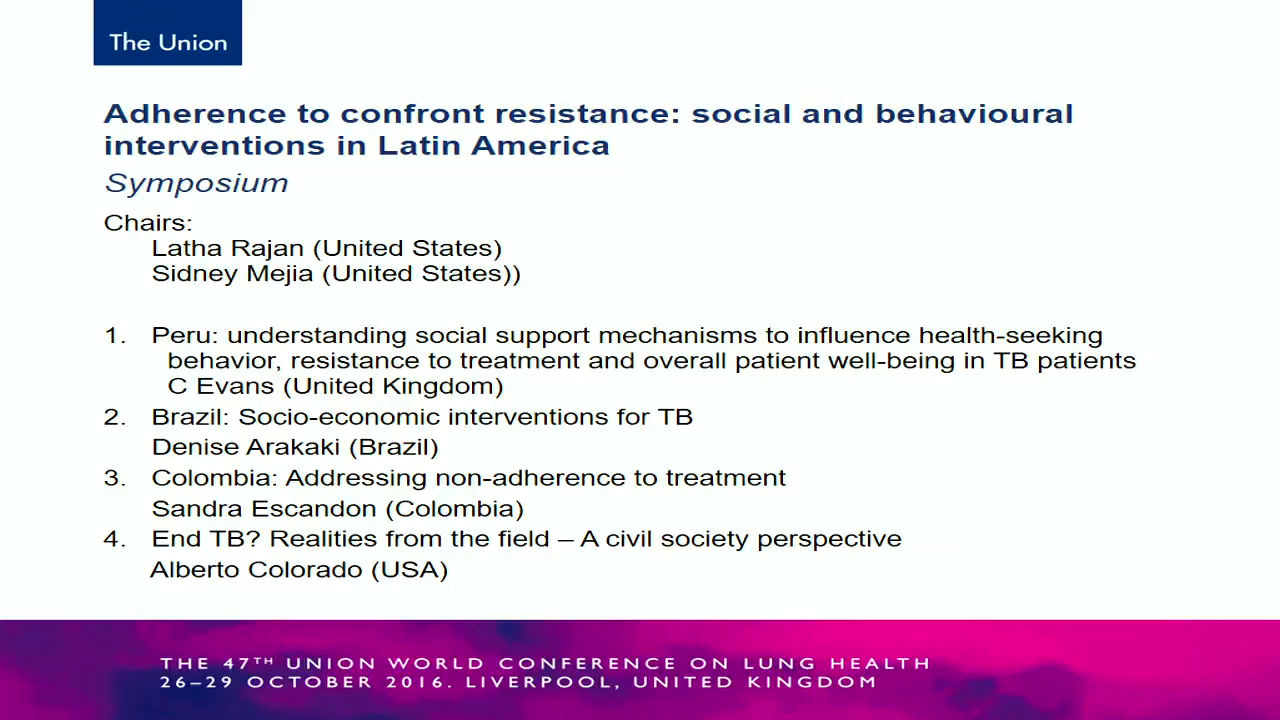 The Union
Adherence to confront resistance: social and behavioural
interventions in Latin America
Symposium
Chairs:
Latha Rajan (United States)
Sidney Mejia (United States))
1. Peru: understanding social support mechanisms to influence health-seeking
behavior, resistance to treatment and overall patient well-being in TB patients
C Evans (United Kingdom)
2. Brazil: Socio-economic interventions for TB
Denise Arakaki (Brazil)
3. Colombia: Addressing non-adherence to treatment
Sandra Escandon (Colombia)
4. End TB? Realities from the field – A civil society perspective
Alberto Colorado (USA)
THE 47TH UNION WORLD CONFERENCE ON LUNG HEALTH
26–29 OCTOBER 2016. LIVERPOOL, UNITED KINGDOM